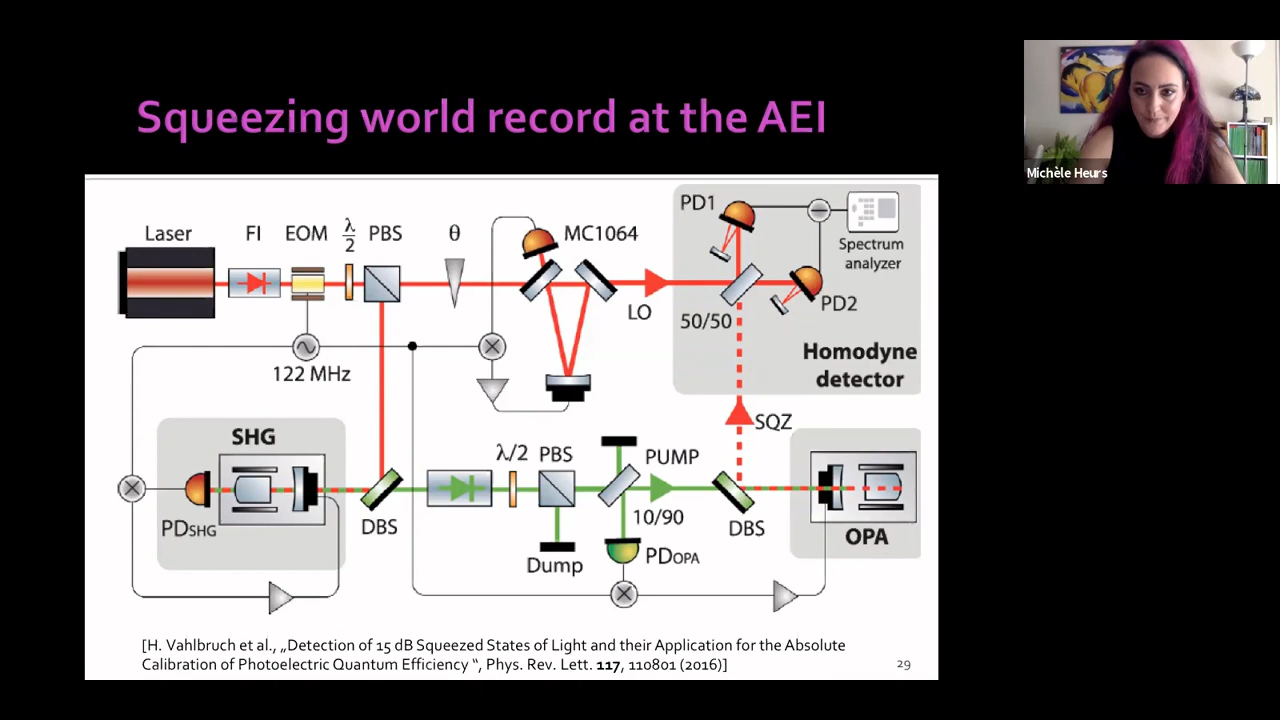 Squeezing world record at the AEI
Michèle Heurs
Laser
FI
EOM
λ
2
PBS
θ
MC1064
PD1
Spectrum
analyzer
LO
50/50
PD2
122 MHz
Homodyne
detector
SHG
SQZ
λ/2
PBS
PUMP
PDSHG
DBS
10/90
DBS
OPA
Dump
PDOPA
[H. Vahlbruch et al., „Detection of 15 dB Squeezed States of Light and their Application for the Absolute
Calibration of Photoelectric Quantum Efficiency “, Phys. Rev. Lett. 117, 110801 (2016)]
29